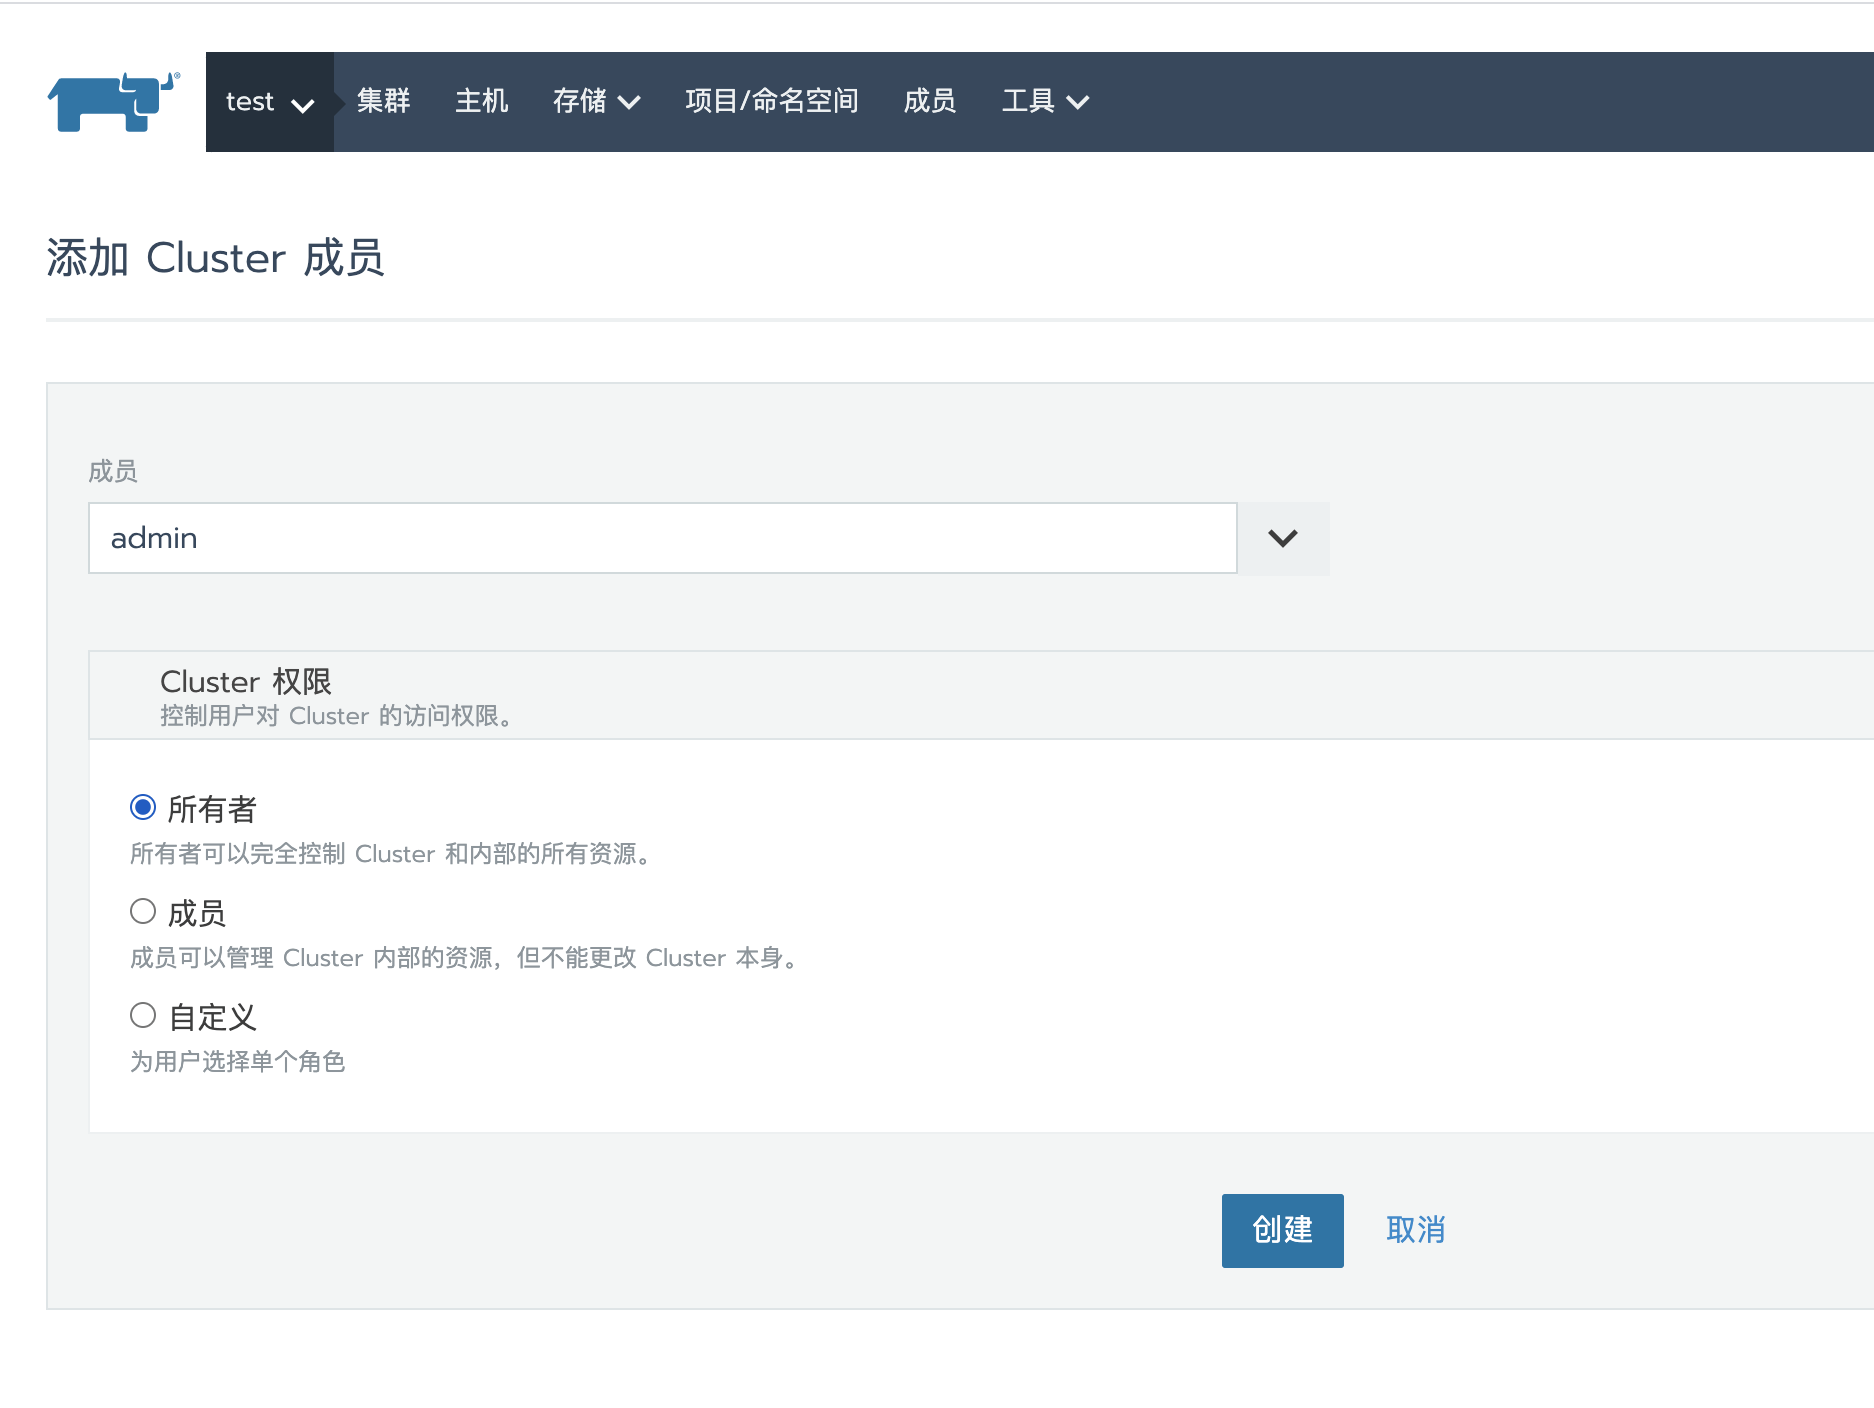 test 集群 主机 存储 项目/命名空间 成员 工具
添加 Cluster 成员
成员
admin
Cluster 权限
控制用户对 Cluster 的访问权限。
所有者
所有者可以完全控制 Cluster 和内部的所有资源。
成员
成员可以管理 Cluster 内部的资源，但不能更改 Cluster 本身。
自定义
为用户选择单个角色
创建 取消